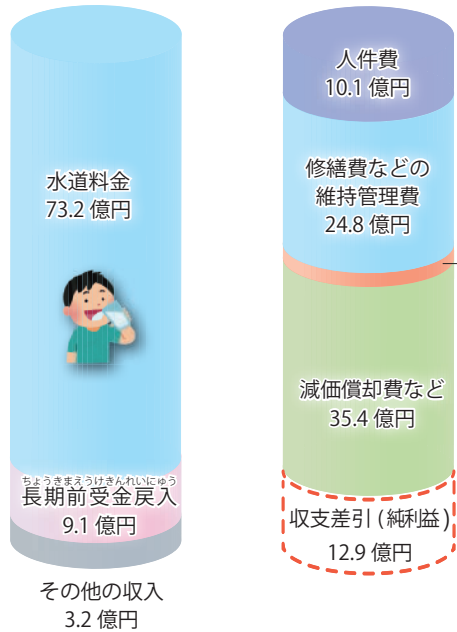 水道料金
73.2 億円
ちょうきまえうけきんれいにゅう
長期前受金戻入
9.1 億円
その他の収入
3.2 億円
人件費
10.1 億円
修繕費などの
維持管理費
24.8 億円
減価償却費など
35.4 億円
収支差引 ( 純利益 )
12.9 億円